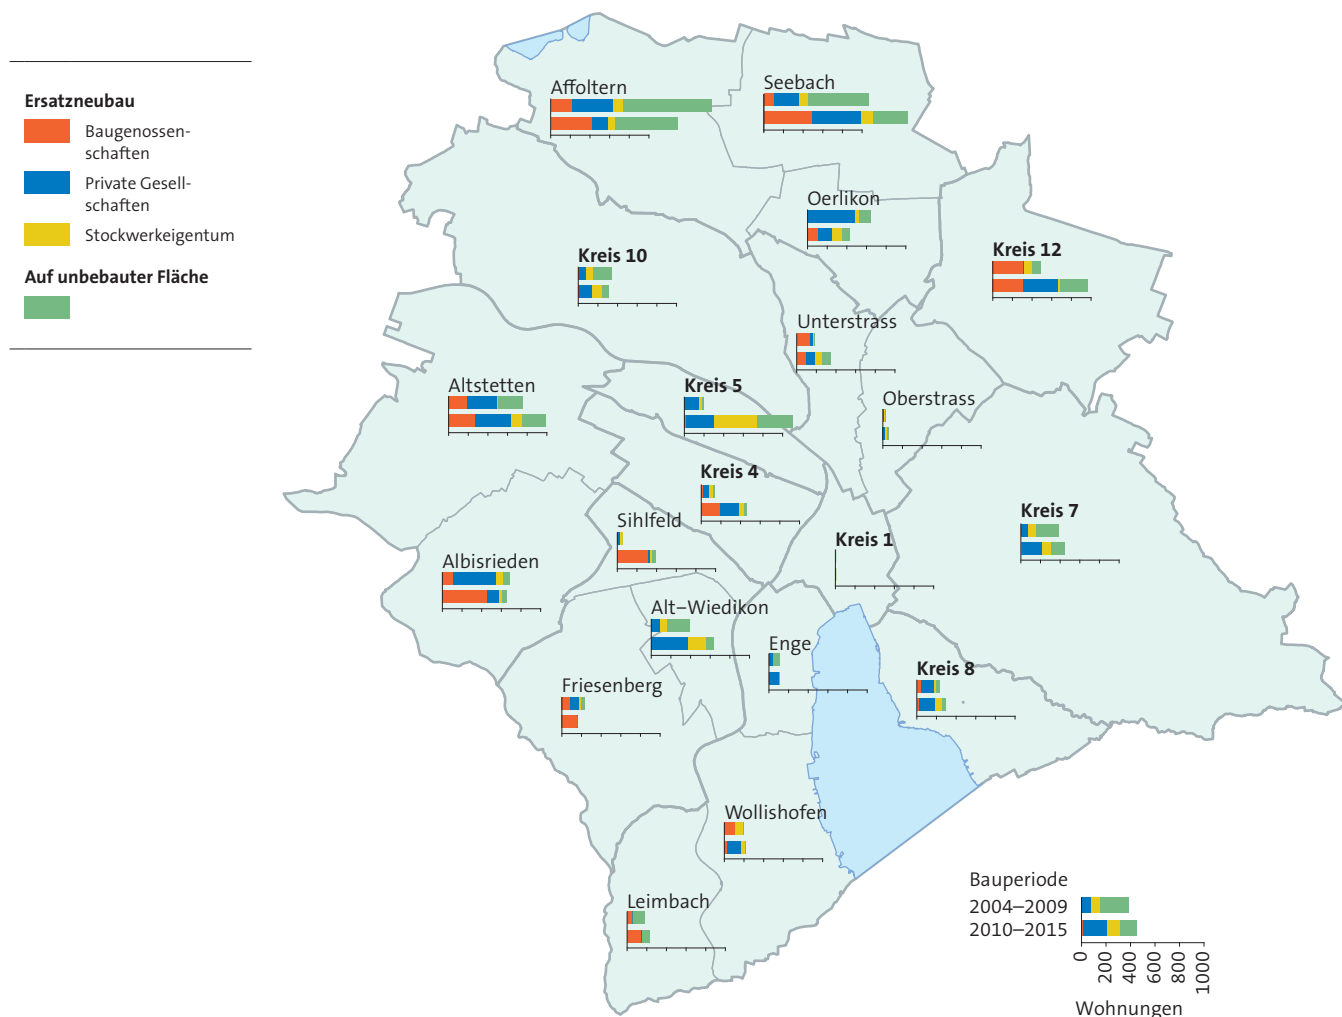 Ersatzneubau
Baugenossen-
schaften
Private Gesell-
schaften
Stockwerkeigentum
Auf unbebauter Fläche
Affoltern
Seebach
Oerlikon
Kreis 12
Kreis 10
Unterstrass
Altstetten
Kreis 5
Oberstrass
Kreis 4
Kreis 7
Sihlfeld
Kreis 1
Albisrieden
Alt–Wiedikon
Enge
Kreis 8
Friesenberg
Wollishofen
Leimbach
Bauperiode
2004–2009
2010–2015
0 200 400 600 800 1000
Wohnungen